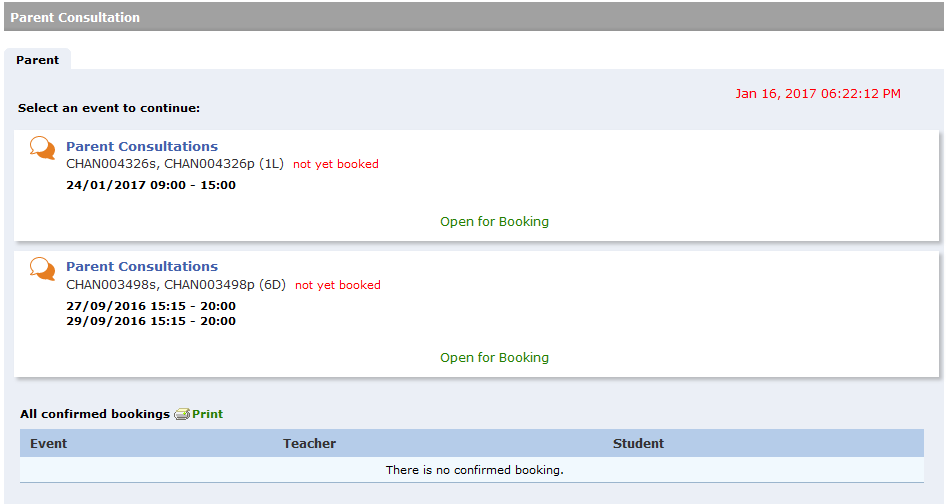 Parent Consultation
Parent
Jan 16, 2017 06:22:12 PM
Select an event to continue:
Parent Consultations
CHAN004326s, CHAN004326p (1L) not yet booked
24/01/2017 09:00 - 15:00
Open for Booking
Parent Consultations
CHAN003498s, CHAN003498p (6D) not yet booked
27/09/2016 15:15 - 20:00
29/09/2016 15:15 - 20:00
Open for Booking
All confirmed bookings Print
Event Teacher Student
There is no confirmed booking.